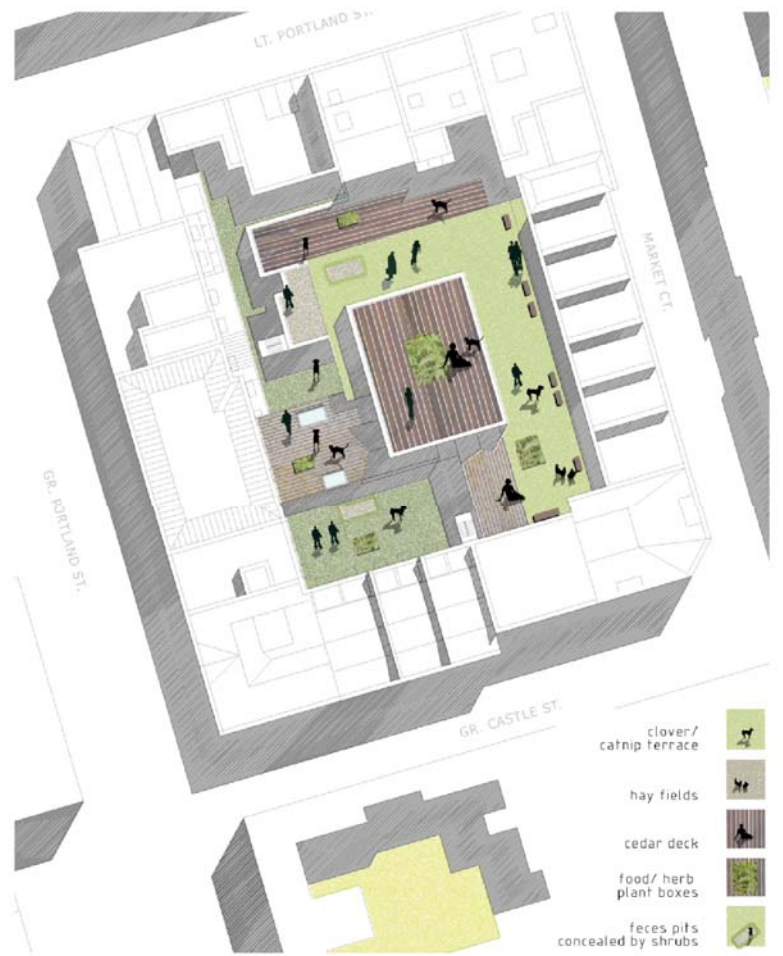 LT. PORTLAND ST.
MARKET CT.
GR. PORTLAND ST.
GR. CASTLE ST.
clover/
catnip terrace
hay fields
cedar deck
food/ herb
plant boxes
feces pits
concealed by shrubs